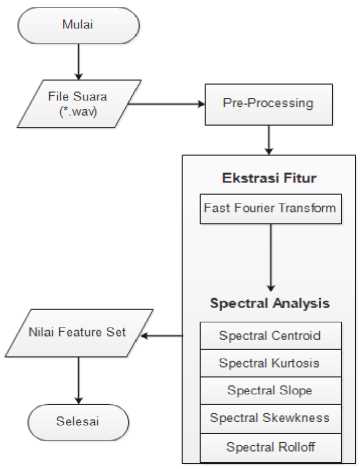 Mulai
File Suara
(*.wav)
Pre-Processing
Ekstrasi Fitur
Fast Fourier Transform
Spectral Analysis
Spectral Centroid
Spectral Kurtosis
Spectral Slope
Spectral Skewkness
Spectral Rolloff
Nilai Feature Set
Selesai